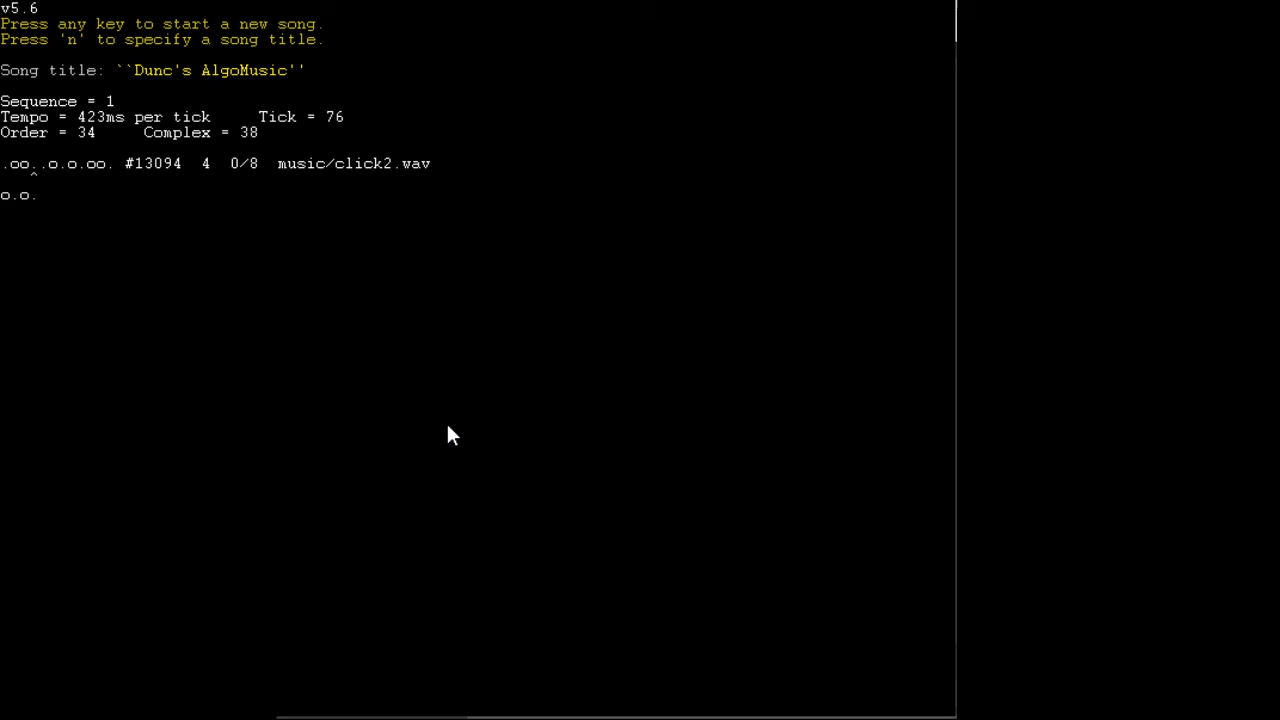 v5.6
Press any key to start a new song.
Press 'n' to specify a song title.
Song title: ``Dunc's AlgoMusic''
Sequence = 1
Tempo = 423ms per tick     Tick = 76
Order = 34     Complex = 38
.oo..o.o.oo. #13094  4  0/8  music/click2.wav
^
o.o.